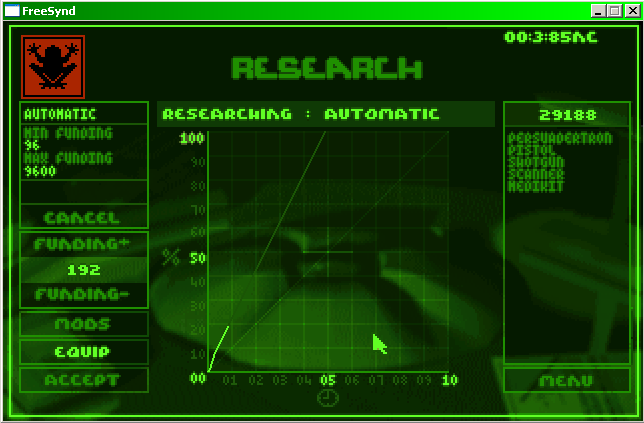 FreeSynd
00:3:85NC
RESEARCH
AUTOMATIC
MIN FUNDING
96
MAX FUNDING
9600
CANCEL
FUNDING+
192
FUNDING-
MODS
EQUIP
ACCEPT
RESEARCHING : AUTOMATIC
100
90
80
70
60
% 50
40
30
20
10
00 01 02 03 04 05 06 07 08 09 10
29188
PERSUADERTRON
PISTOL
SHOTGUN
SCANNER
MEDIKIT
MENU